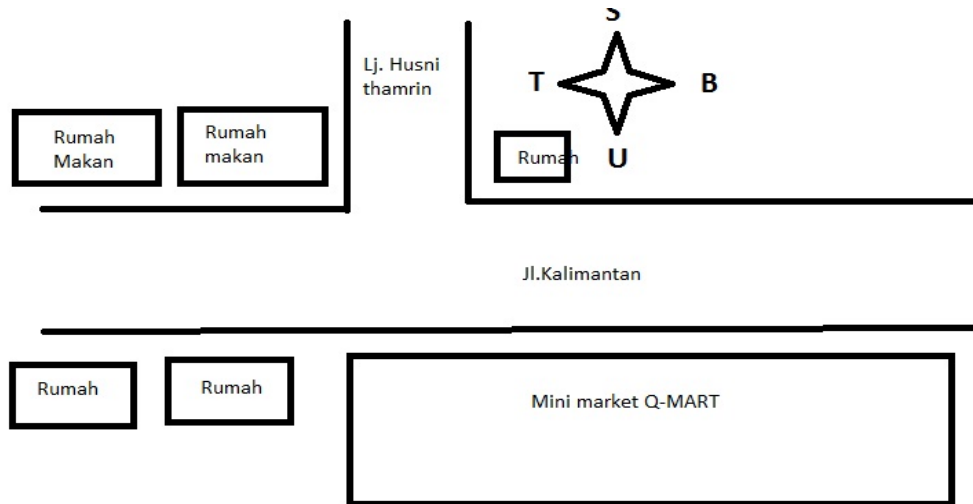 S
Lj. Husni
thamrin
T
B
Rumah
Makan
Rumah
makan
Rumah
U
Jl.Kalimantan
Rumah
Rumah
Mini market Q-MART